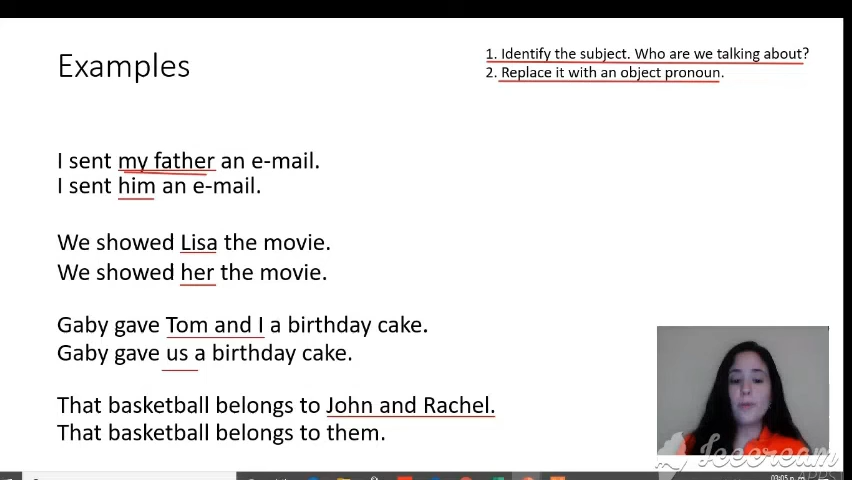 Examples
1. Identify the subject. Who are we talking about?
2. Replace it with an object pronoun.
I sent my father an e-mail.
I sent him an e-mail.
We showed Lisa the movie.
We showed her the movie.
Gaby gave Tom and I a birthday cake.
Gaby gave us a birthday cake.
That basketball belongs to John and Rachel.
That basketball belongs to them.
Icecream
APPS